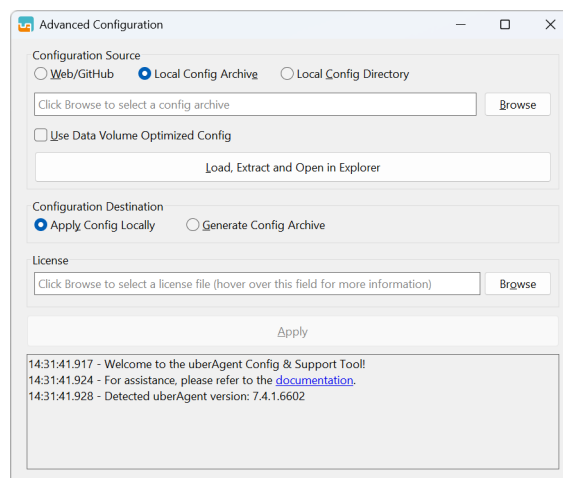 Advanced Configuration
Configuration Source
Web/GitHub Local Config Archive Local Config Directory
Click Browse to select a config archive Browse
Use Data Volume Optimized Config
Load, Extract and Open in Explorer
Configuration Destination
Apply Config Locally Generate Config Archive
License
Click Browse to select a license file (hover over this field for more information) Browse
Apply
14:31:41.917 - Welcome to the uberAgent Config & Support Tool!
14:31:41.924 - For assistance, please refer to the documentation.
14:31:41.928 - Detected uberAgent version: 7.4.1.6602